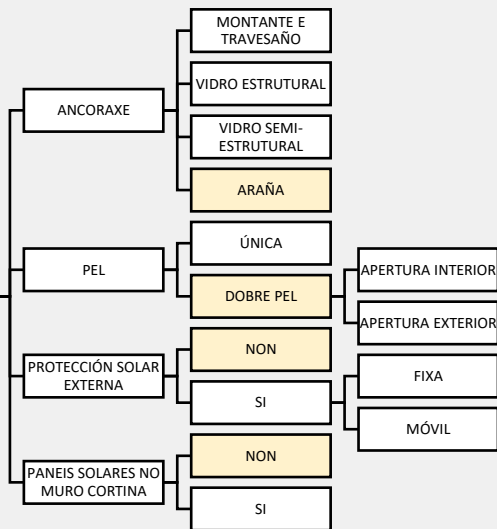 ANCORAXE
MONTANTE E
TRAVESAÑO
VIDRO ESTRUTURAL
VIDRO SEMI-
ESTRUTURAL
ARAÑA
PEL
ÚNICA
DOBRE PEL
APERTURA INTERIOR
APERTURA EXTERIOR
PROTECCIÓN SOLAR
EXTERNA
NON
SI
FIXA
MÓVIL
PANEIS SOLARES NO
MURO CORTINA
NON
SI